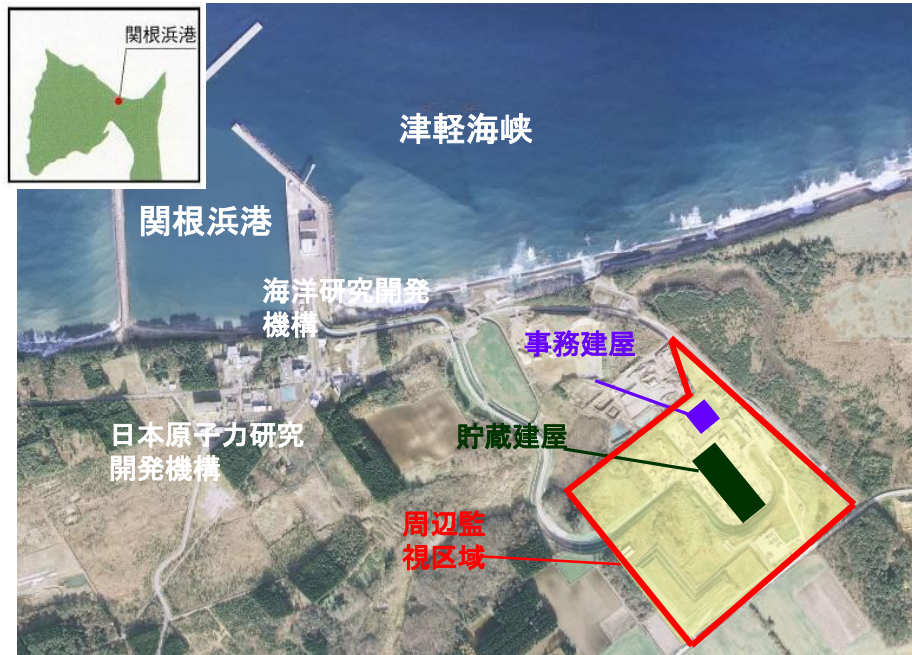 関根浜港
津軽海峡
関根浜港
海洋研究開発
機構
事務建屋
日本原子力研究
開発機構
貯蔵建屋
周辺監
視区域